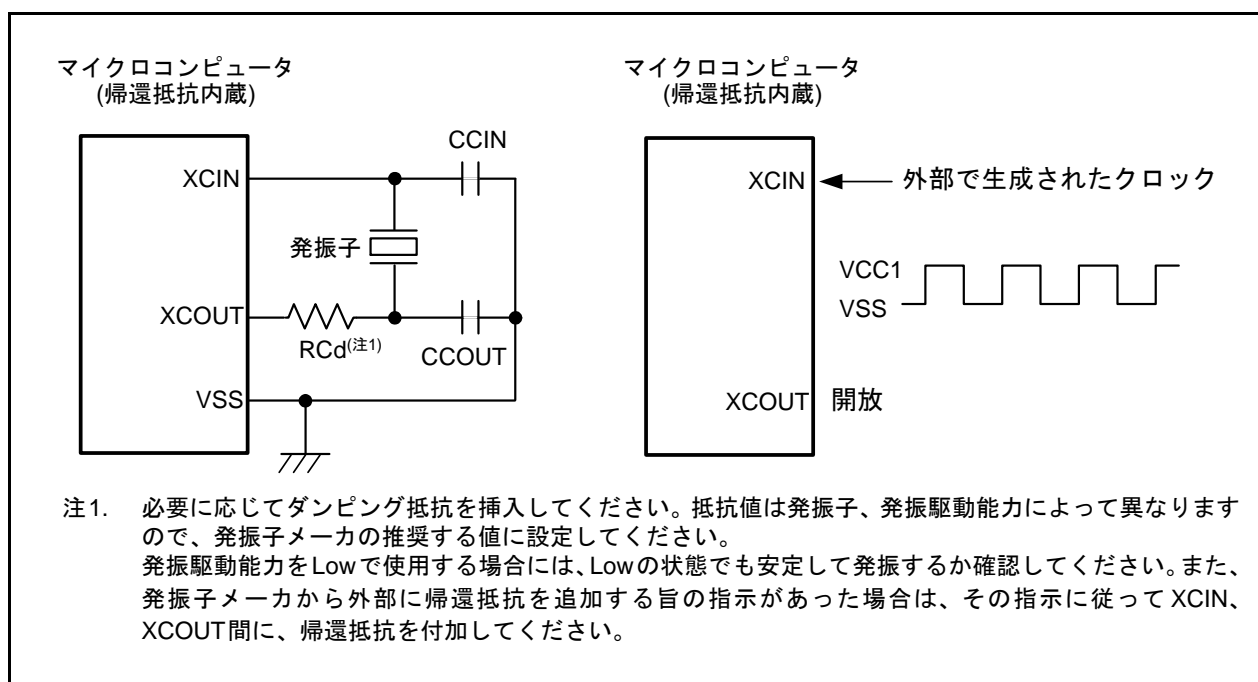 マイクロコンピュータ
(帰還抵抗内蔵)
XCIN
CCIN
発振子
XCOUT
RCd(注1)
CCOUT
VSS
マイクロコンピュータ
(帰還抵抗内蔵)
XCIN
外部で生成されたクロック
VCC1
VSS
XCOUT
開放
注1. 必要に応じてダンピング抵抗を挿入してください。抵抗値は発振子、発振駆動能力によって異なります
ので、発振子メーカの推奨する値に設定してください。
発振駆動能力をLowで使用する場合には、Lowの状態でも安定して発振するか確認してください。また、
発振子メーカから外部に帰還抵抗を追加する旨の指示があった場合は、その指示に従ってXCIN、
XCOUT間に、帰還抵抗を付加してください。